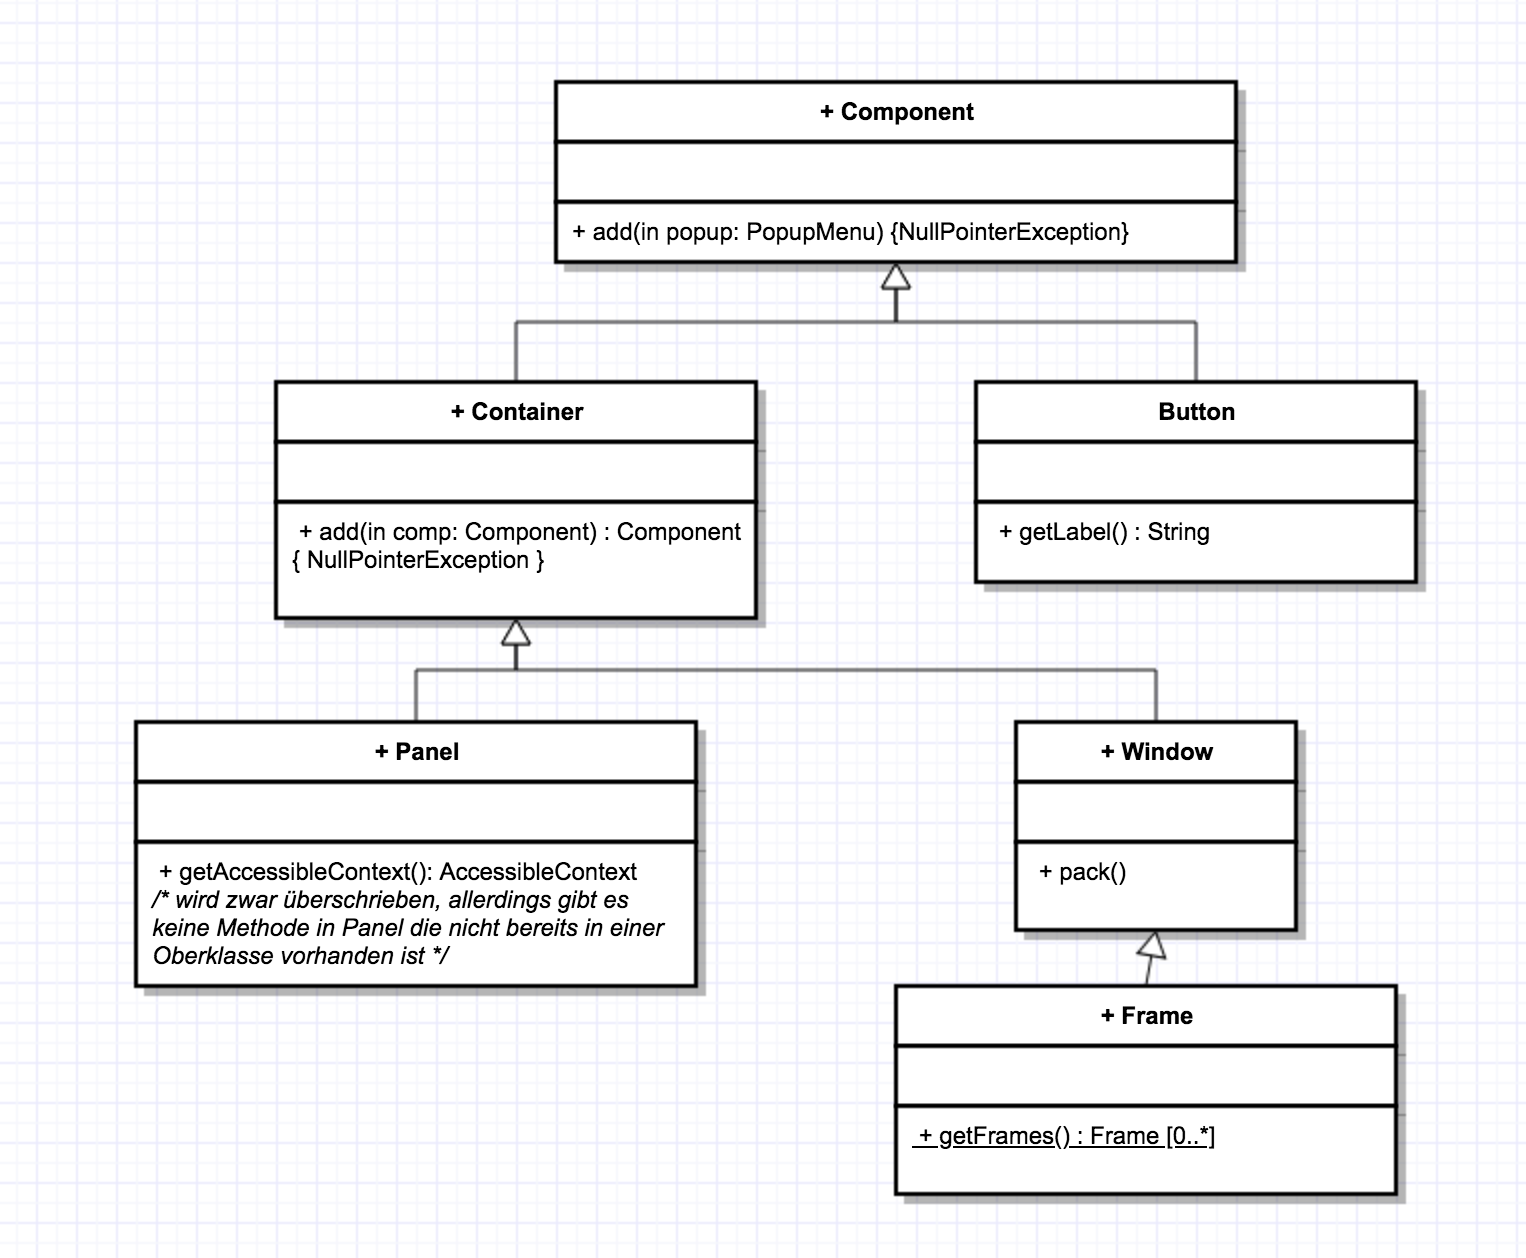 + Component
+ add(in popup: PopupMenu) {NullPointerException}
+ Container
+ add(in comp: Component) : Component
{ NullPointerException }
Button
+ getLabel() : String
+ Panel
+ getAccessibleContext(): AccessibleContext
/* wird zwar überschrieben, allerdings gibt es
keine Methode in Panel die nicht bereits in einer
Oberklasse vorhanden ist */
+ Window
+ pack()
+ Frame
+ getFrames() : Frame [0..*]